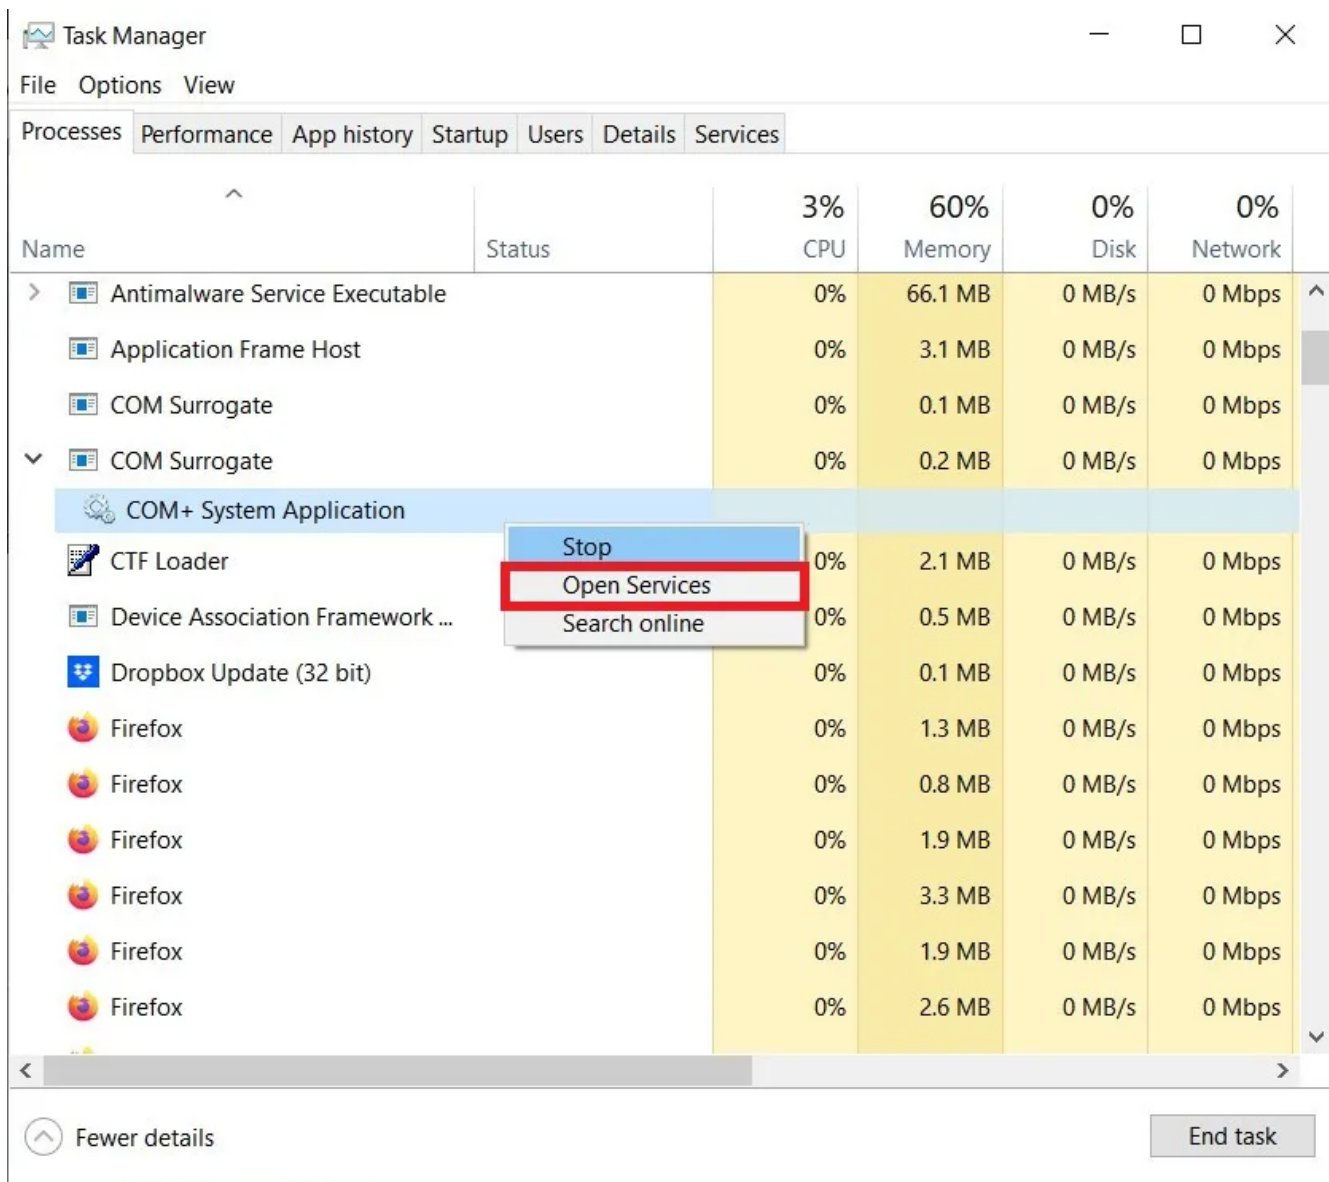 Task Manager
File Options View
Processes Performance App history Startup Users Details Services
3% 60% 0% 0%
Name Status CPU Memory Disk Network
Antimalware Service Executable 0% 66.1 MB 0 MB/s 0 Mbps
Application Frame Host 0% 3.1 MB 0 MB/s 0 Mbps
COM Surrogate 0% 0.1 MB 0 MB/s 0 Mbps
COM Surrogate 0% 0.2 MB 0 MB/s 0 Mbps
COM+ System Application
Stop
CTF Loader 0% 2.1 MB 0 MB/s 0 Mbps
Open Services
Device Association Framework ... 0% 0.5 MB 0 MB/s 0 Mbps
Search online
Dropbox Update (32 bit) 0% 0.1 MB 0 MB/s 0 Mbps
Firefox 0% 1.3 MB 0 MB/s 0 Mbps
Firefox 0% 0.8 MB 0 MB/s 0 Mbps
Firefox 0% 1.9 MB 0 MB/s 0 Mbps
Firefox 0% 3.3 MB 0 MB/s 0 Mbps
Firefox 0% 1.9 MB 0 MB/s 0 Mbps
Firefox 0% 2.6 MB 0 MB/s 0 Mbps
Fewer details End task